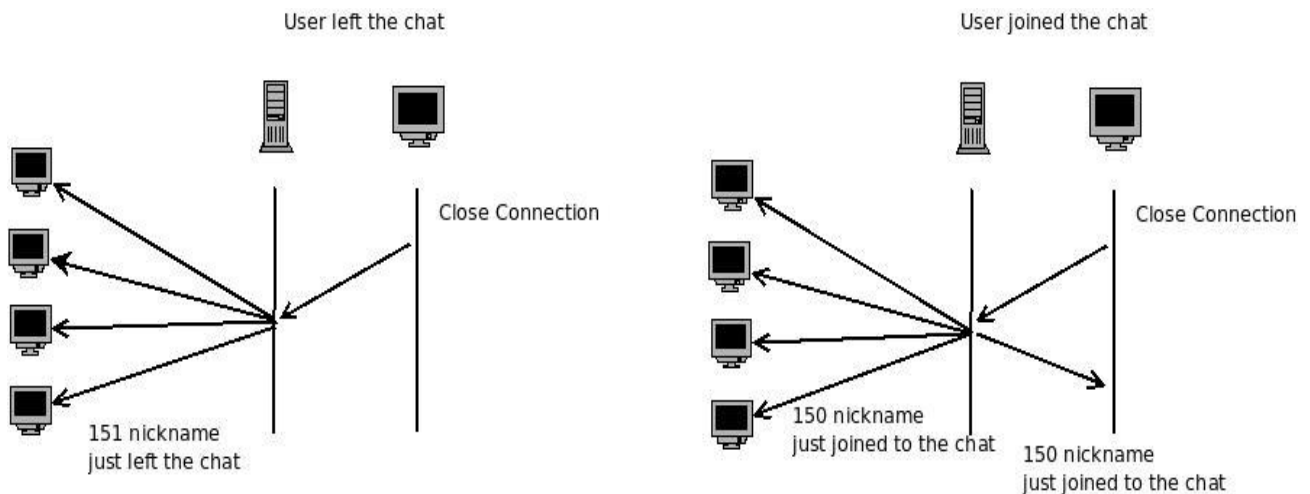 User left the chat
Close Connection
151 nickname
just left the chat
User joined the chat
Close Connection
150 nickname
just joined to the chat
150 nickname
just joined to the chat